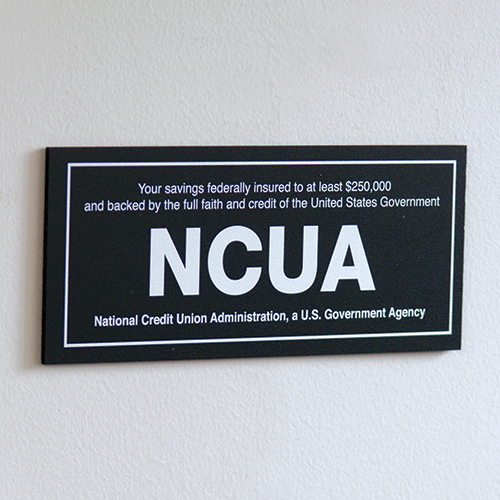 Your savings federally insured to at least $250,000
and backed by the full faith and credit of the United States Government
NCUA
National Credit Union Administration, a U.S. Government Agency